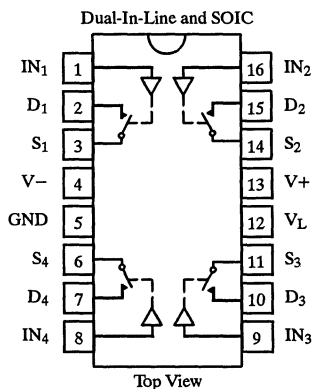 Dual-In-Line and SOIC
IN1 1 16 IN2
D1 2 15 D2
S1 3 14 S2
V− 4 13 V+
GND 5 12 VL
S4 6 11 S3
D4 7 10 D3
IN4 8 9 IN3
Top View